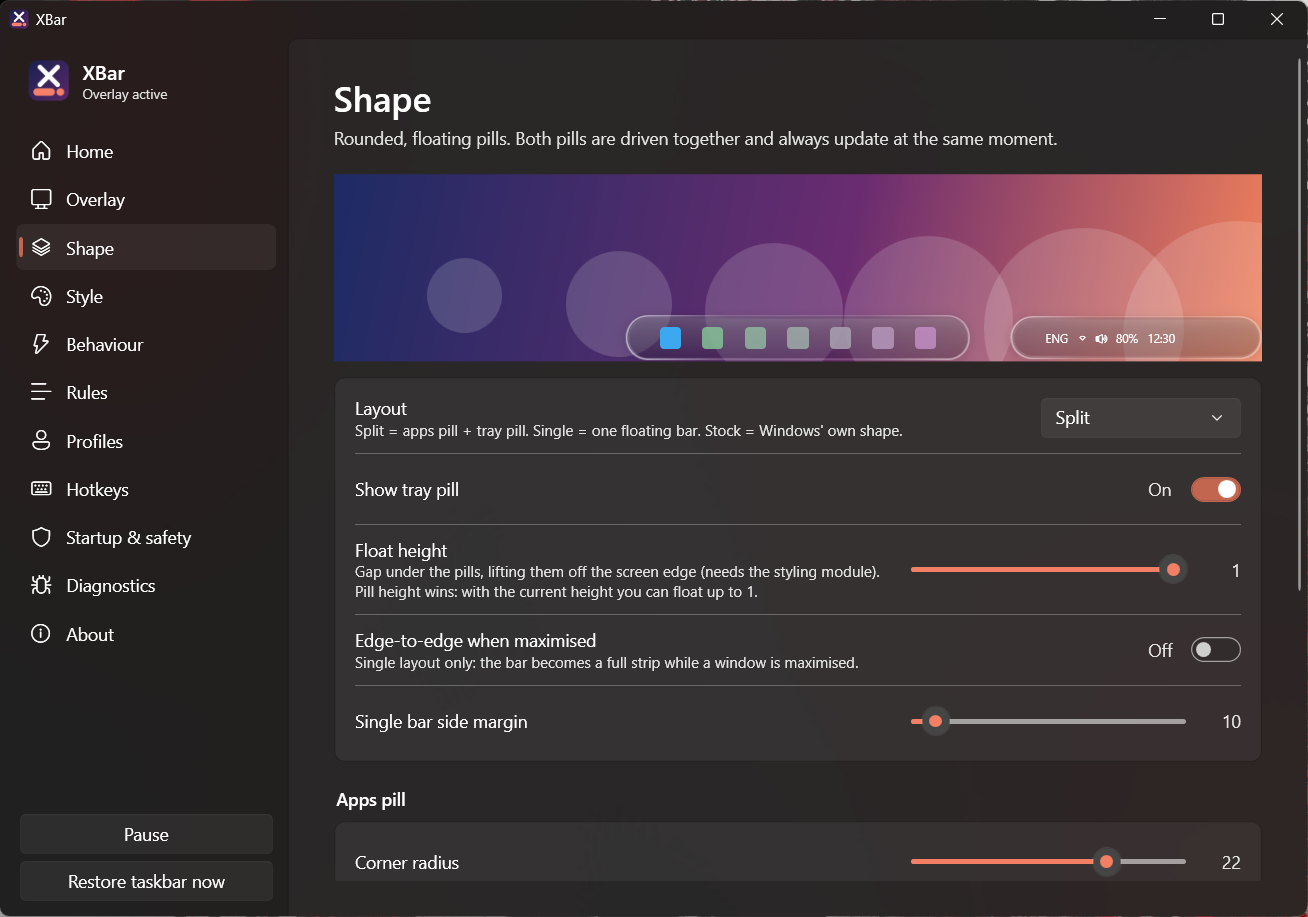 XBar
XBar
Overlay active
Home
Overlay
Shape
Style
Behaviour
Rules
Profiles
Hotkeys
Startup & safety
Diagnostics
About
Pause
Restore taskbar now
Shape
Rounded, floating pills. Both pills are driven together and always update at the same moment.
ENG 80% 12:30
Layout
Split = apps pill + tray pill. Single = one floating bar. Stock = Windows' own shape.
Split
Show tray pill
On
Float height
Gap under the pills, lifting them off the screen edge (needs the styling module).
Pill height wins: with the current height you can float up to 1.
1
Edge-to-edge when maximised
Single layout only: the bar becomes a full strip while a window is maximised.
Off
Single bar side margin
10
Apps pill
Corner radius
22